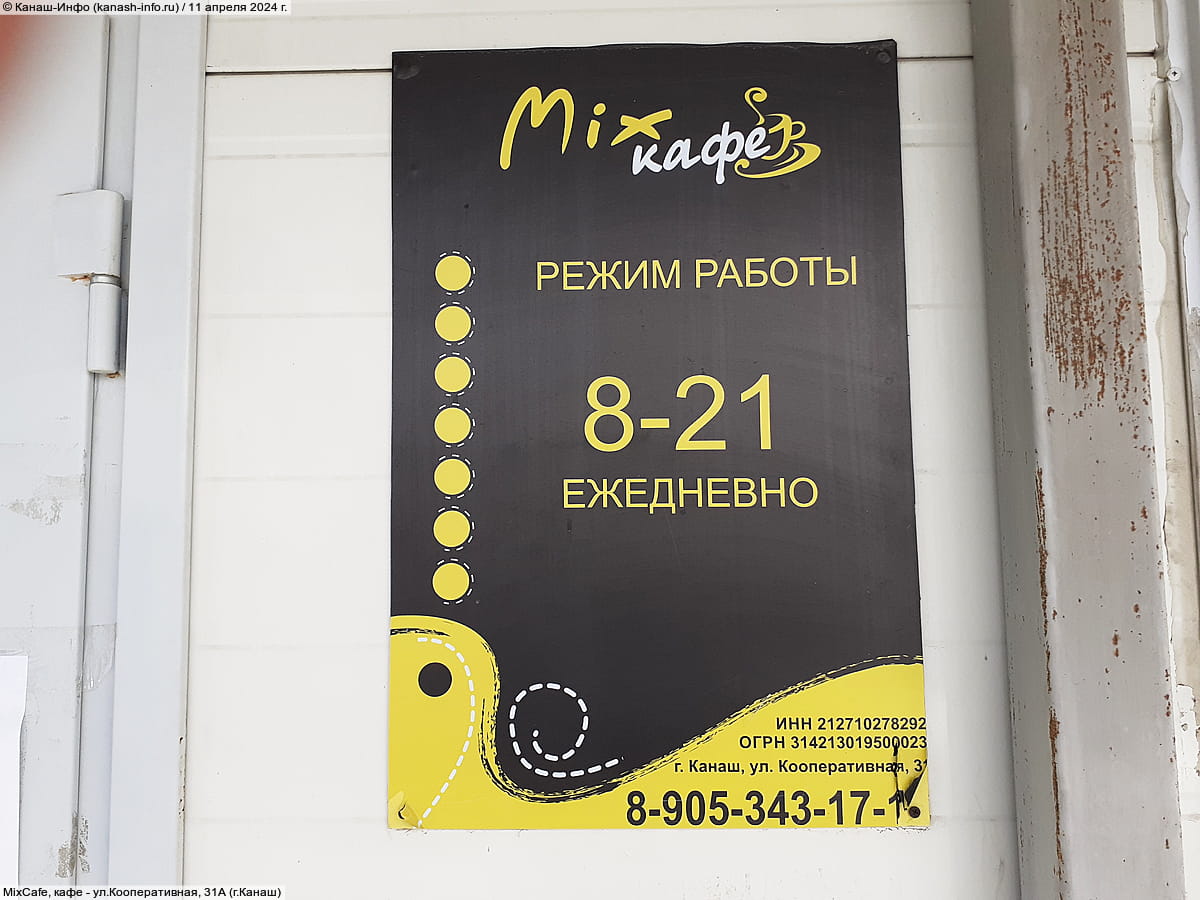 © Канаш-Инфо (kanash-info.ru) / 11 апреля 2024 г.
Mix
кафе
РЕЖИМ РАБОТЫ
8-21
ЕЖЕДНЕВНО
ИНН 212710278292
ОГРН 314213019500023
г. Канаш, ул. Кооперативная,
MixCafe, кафе - ул.Кооперативная, 31А (г.Канаш)